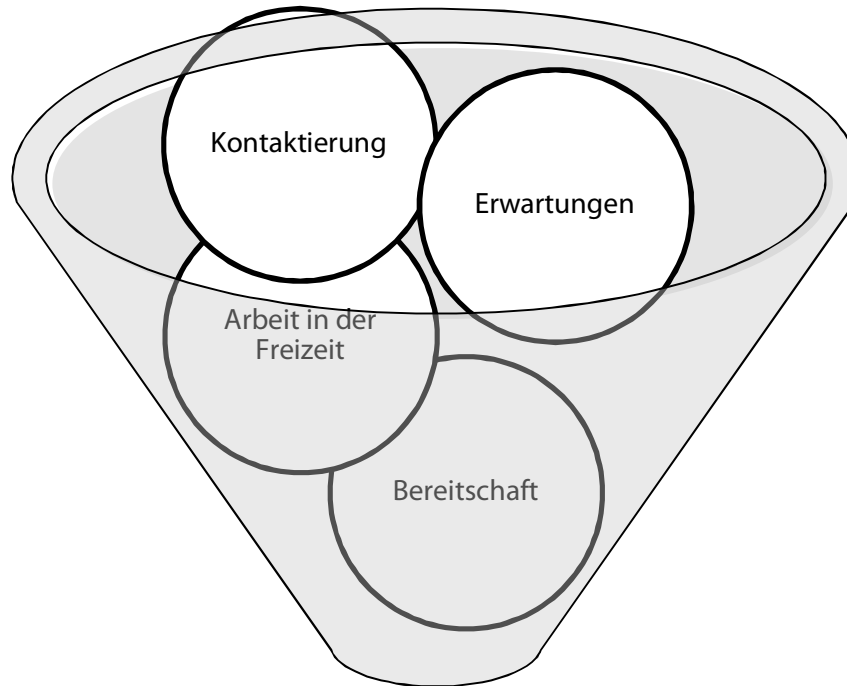 Kontaktierung
Erwartungen
Arbeit in der
Freizeit
Bereitschaft